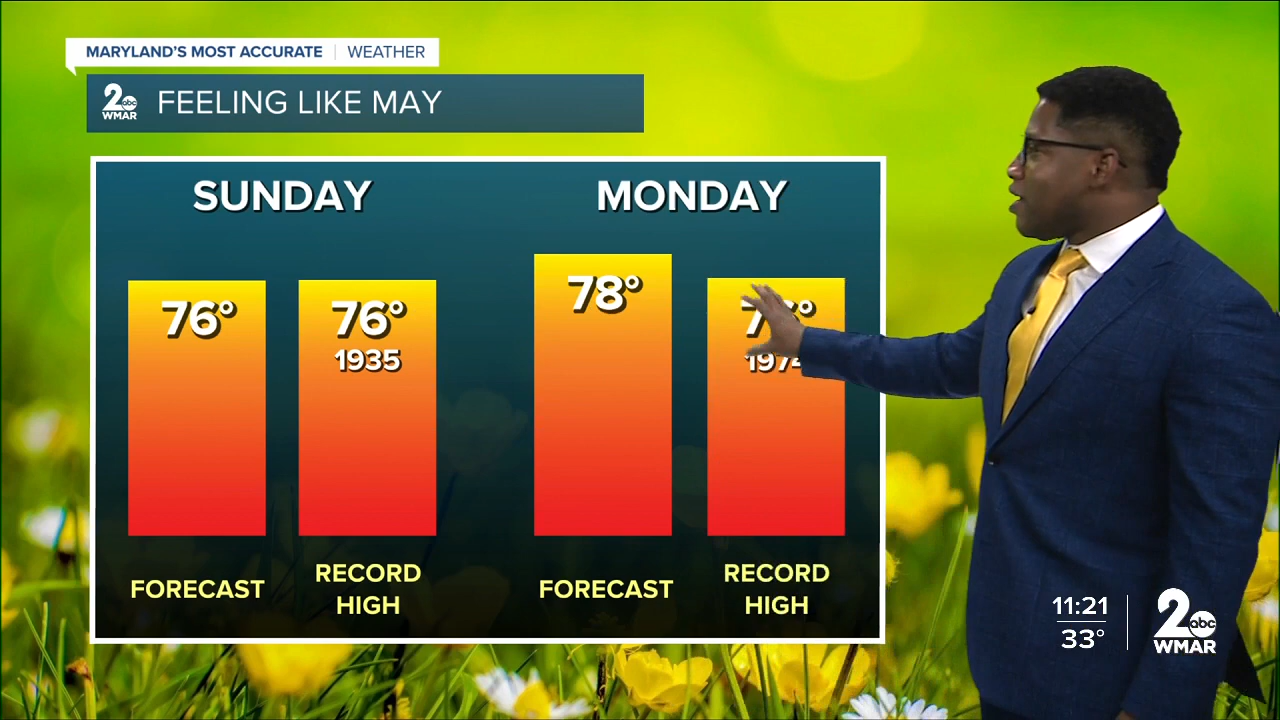 MARYLAND'S MOST ACCURATE | WEATHER
2 abc WMAR FEELING LIKE MAY
SUNDAY MONDAY
76° 76° 78°
1935
FORECAST RECORD HIGH FORECAST RECORD HIGH
11:21
33°
2 abc
WMAR